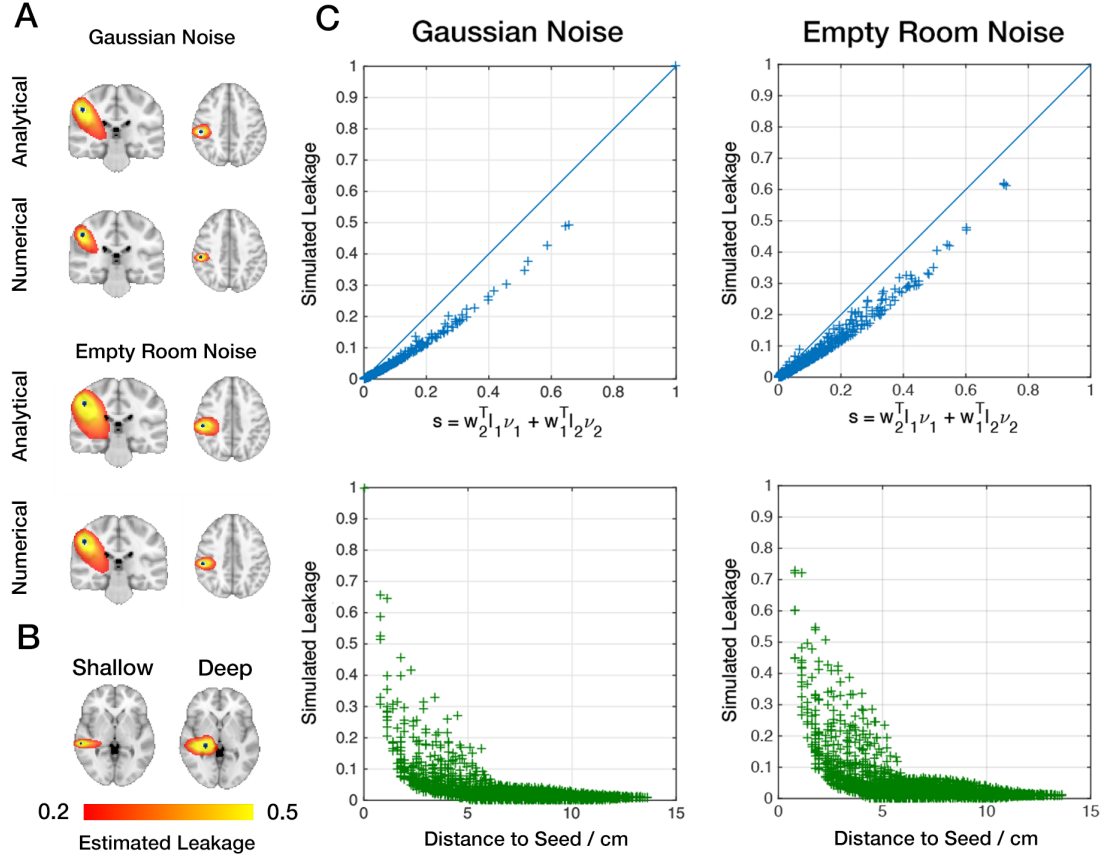 A
Gaussian Noise
Analytical
Numerical
Empty Room Noise
Analytical
Numerical
B
Shallow Deep
0.2 0.5
Estimated Leakage
C
Gaussian Noise
1
0.9
0.8
0.7
0.6
0.5
0.4
0.3
0.2
0.1
0
Simulated Leakage
0 0.2 0.4 0.6 0.8 1
s = w₂ᵀl₁ν₁ + w₁ᵀl₂ν₂
Empty Room Noise
1
0.9
0.8
0.7
0.6
0.5
0.4
0.3
0.2
0.1
0
Simulated Leakage
0 0.2 0.4 0.6 0.8 1
s = w₂ᵀl₁ν₁ + w₁ᵀl₂ν₂
1
0.9
0.8
0.7
0.6
0.5
0.4
0.3
0.2
0.1
0
Simulated Leakage
0 5 10 15
Distance to Seed / cm
1
0.9
0.8
0.7
0.6
0.5
0.4
0.3
0.2
0.1
0
Simulated Leakage
0 5 10 15
Distance to Seed / cm